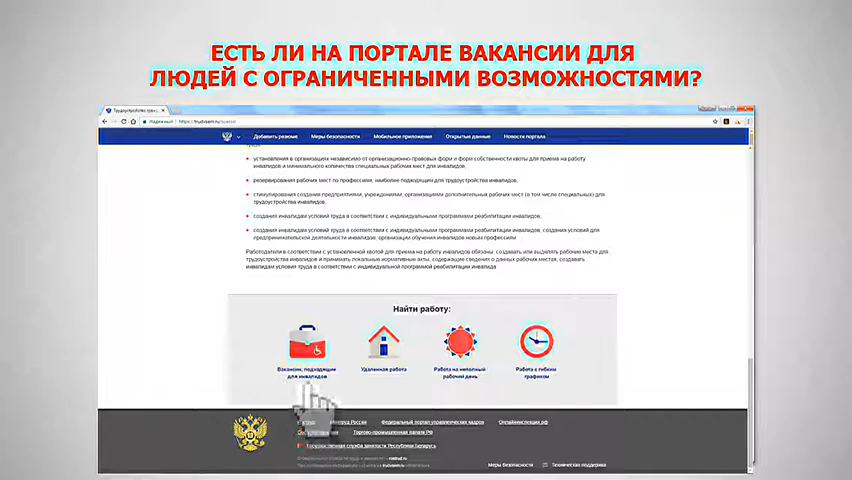 ЕСТЬ ЛИ НА ПОРТАЛЕ ВАКАНСИИ ДЛЯ
ЛЮДЕЙ С ОГРАНИЧЕННЫМИ ВОЗМОЖНОСТЯМИ?
Надежный
Добавить резюме Меры безопасности Мобильное приложение Открытые данные Новости портала
установления в организациях независимо от организационно-правовых форм и форм собственности квоты для приема на работу
инвалидов и минимального количества специальных рабочих мест для инвалидов,
резервирования рабочих мест по профессиям, наиболее подходящим для трудоустройства инвалидов,
стимулирования создания предприятиями, учреждениями, организациями дополнительных рабочих мест (в том числе специальных) для
трудоустройства инвалидов,
создания инвалидам условий труда в соответствии с индивидуальными программами реабилитации инвалидов,
создания инвалидам условий труда в соответствии с индивидуальными программами реабилитации инвалидов, создания условий для
предпринимательской деятельности инвалидов, организации обучения инвалидов новым профессиям
Работодатели в соответствии с установленной квотой для приема на работу инвалидов обязаны, создавать или выделять рабочие места для
трудоустройства инвалидов и принимать локальные нормативные акты, содержащие сведения о данных рабочих местах, создавать
инвалидам условия труда в соответствии с индивидуальной программой реабилитации инвалида
Найти работу:
Вакансии, подходящие
для инвалидов
Удаленная работа
Работа на неполный
рабочий день
Работа с гибким
графиком
России Федеральный портал управленческих кадров Онлайнинспекция.рф
Торгово-промышленная палата РФ
Государственная служба занятости Республики Беларусь
Меры безопасности Техническая поддержка